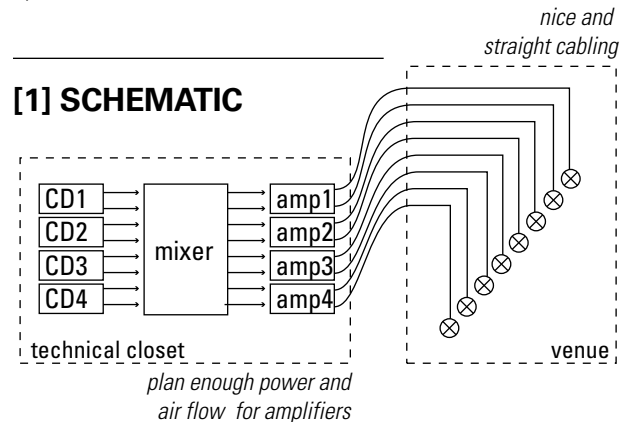 nice and
straight cabling
[1] SCHEMATIC
CD1
CD2
CD3
CD4
mixer
amp1
amp2
amp3
amp4
technical closet
venue
plan enough power and
air flow for amplifiers